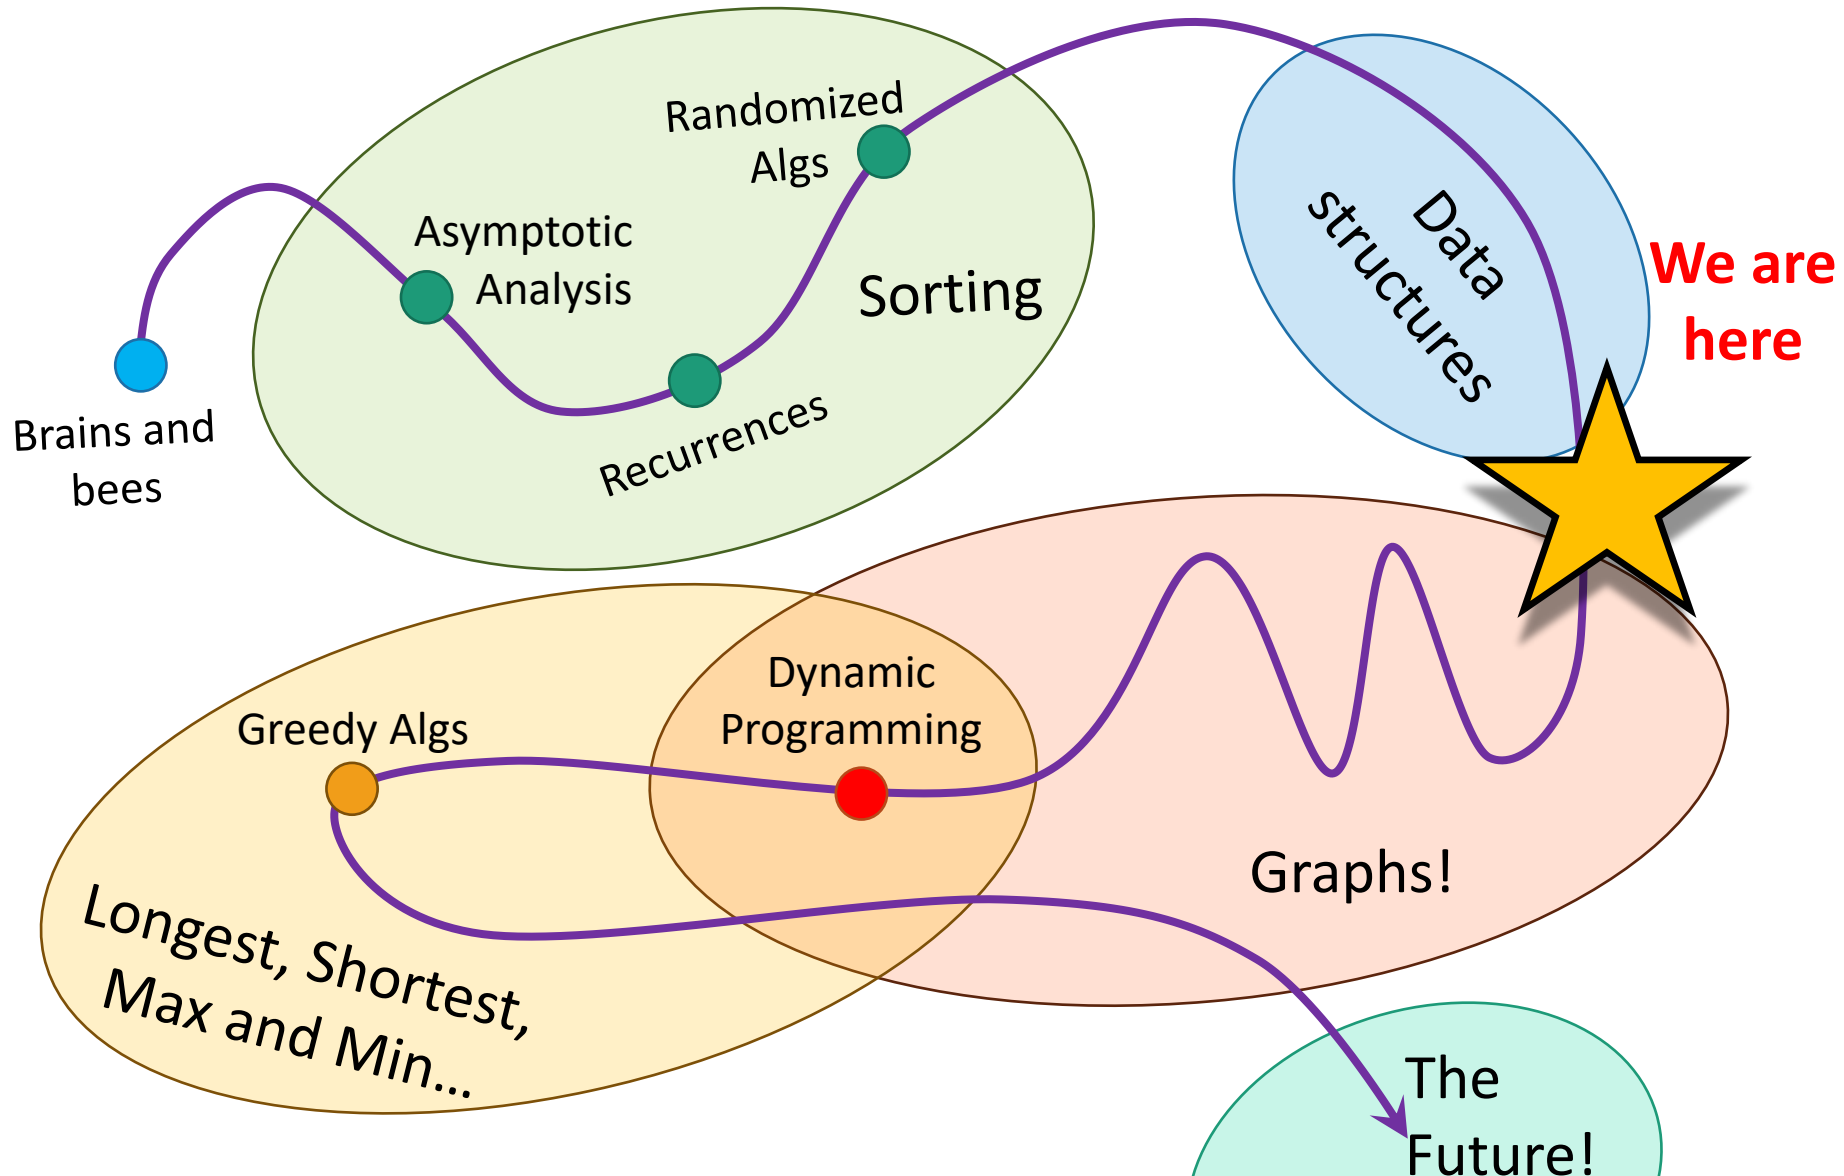 Brains and
bees
Asymptotic
Analysis
Recurrences
Randomized
Algs
Sorting
Data
structures
We are
here
Graphs!
Dynamic
Programming
Greedy Algs
Longest, Shortest,
Max and Min...
The
Future!